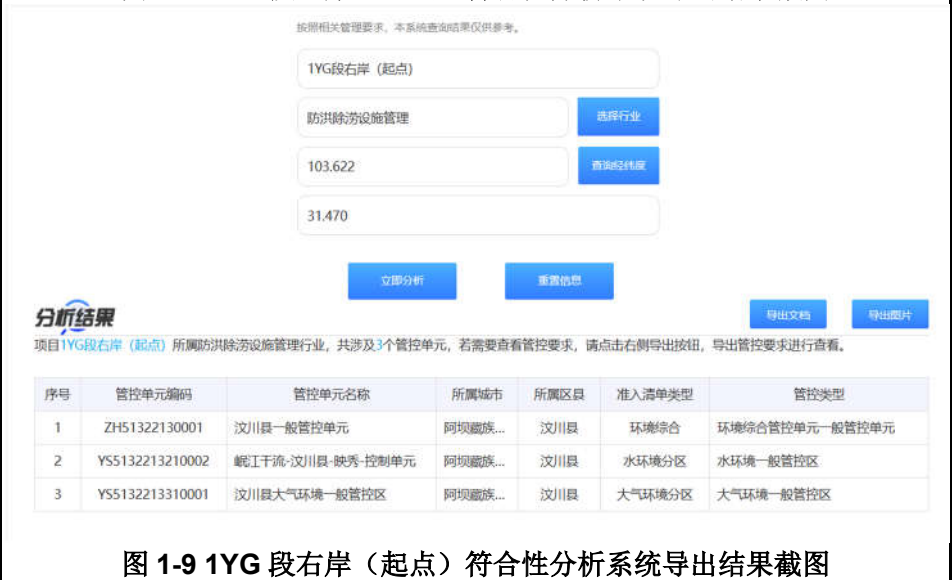 按照相关管理要求，本系统查询结果仅供参考。
1YG段右岸（起点）
防洪除涝设施管理 选择行业
103.622 查询经纬度
31.470
立即分析 重置信息
分析结果 导出文档 导出图片
项目1YG段右岸（起点）所属防洪除涝设施管理行业，共涉及3个管控单元，若需要查看管控要求，请点击右侧导出按钮，导出管控要求进行查看。
序号 管控单元编码 管控单元名称 所属城市 所属区县 准入清单类型 管控类型
1 ZH51322130001 汶川县一般管控单元 阿坝藏族... 汶川县 环境综合 环境综合管控单元一般管控单元
2 YS5132213210002 岷江干流-汶川县-映秀-控制单元 阿坝藏族... 汶川县 水环境分区 水环境一般管控区
3 YS5132213310001 汶川县大气环境一般管控区 阿坝藏族... 汶川县 大气环境分区 大气环境一般管控区
图 1-9 1YG 段右岸（起点）符合性分析系统导出结果截图